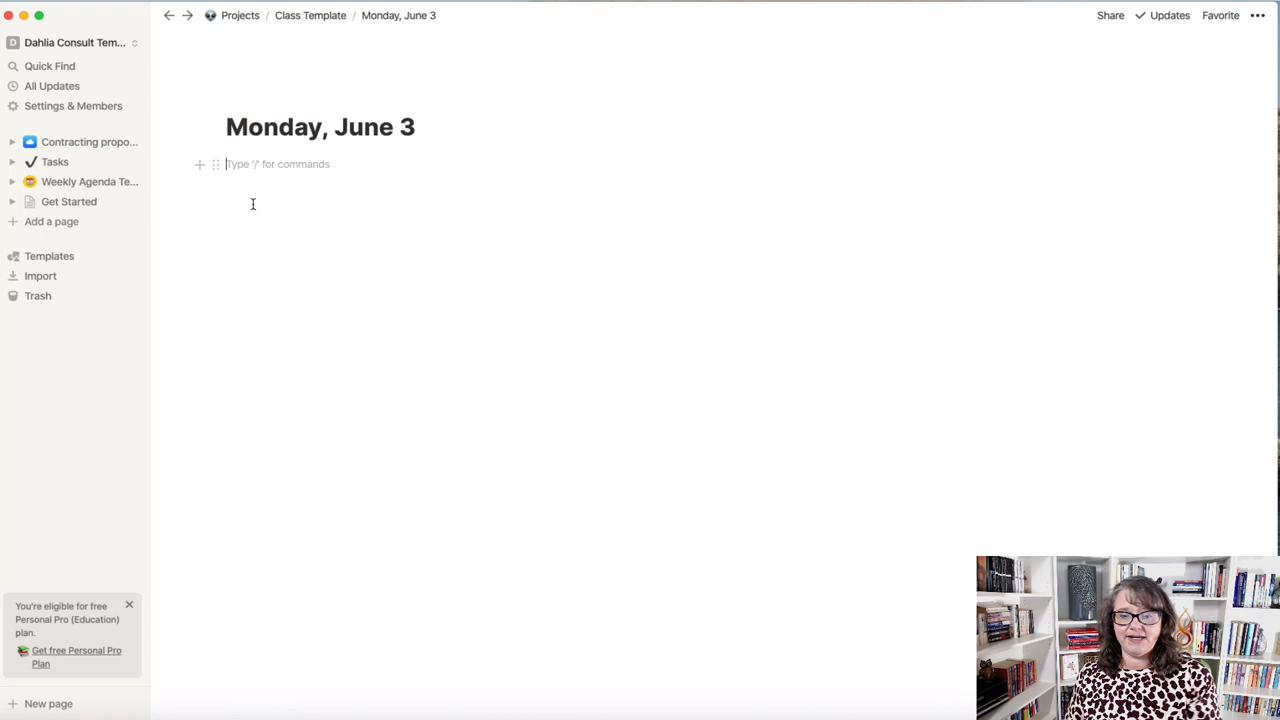 Projects / Class Template / Monday, June 3
Share Updates Favorite
D Dahlia Consult Tem...
Quick Find
All Updates
Settings & Members
Contracting propo...
Tasks
Weekly Agenda Te...
Get Started
Add a page
Templates
Import
Trash
Monday, June 3
Type '/' for commands
You're eligible for free
Personal Pro (Education)
plan.
Get free Personal Pro
Plan
New page